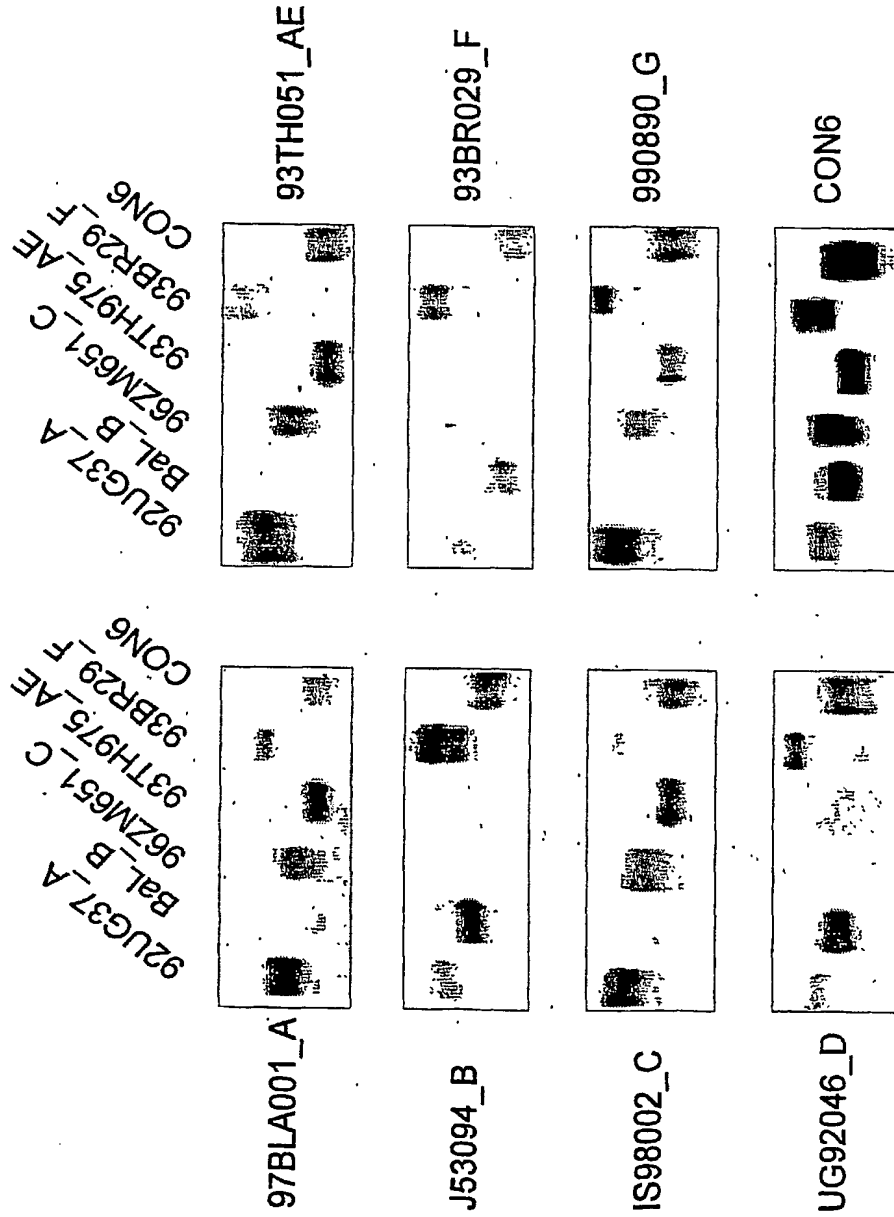 92UG37_A
BaL_B
96ZM651_C
93TH975_AE
93BR29_F
CON6
92UG37_A
BaL_B
96ZM651_C
93TH975_AE
93BR29_F
CON6
97BLA001_A
93TH051_AE
J53094_B
93BR029_F
IS98002_C
990890_G
UG92046_D
CON6